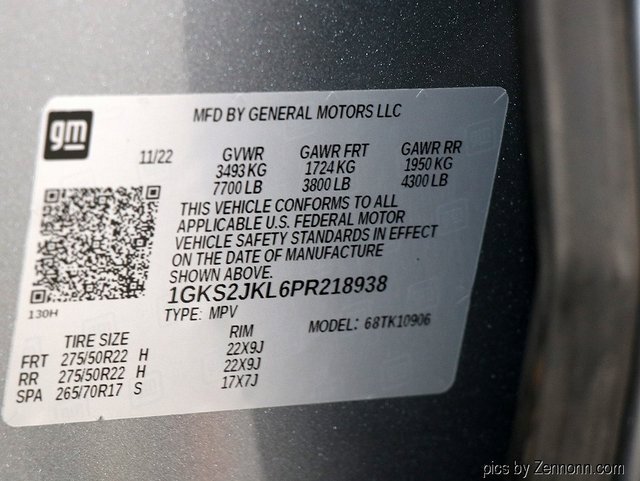 gm
MFD BY GENERAL MOTORS LLC
11/22 GVWR GAWR FRT GAWR RR
3493 KG 1724 KG 1950 KG
7700 LB 3800 LB 4300 LB
THIS VEHICLE CONFORMS TO ALL
APPLICABLE U.S. FEDERAL MOTOR
VEHICLE SAFETY STANDARDS IN EFFECT
ON THE DATE OF MANUFACTURE
SHOWN ABOVE.
1GKS2JKL6PR218938
130H
TYPE: MPV
MODEL: 68TK10906
TIRE SIZE RIM
FRT 275/50R22 H 22X9J
RR 275/50R22 H 22X9J
SPA 265/70R17 S 17X7J
pics by Zennonn.com